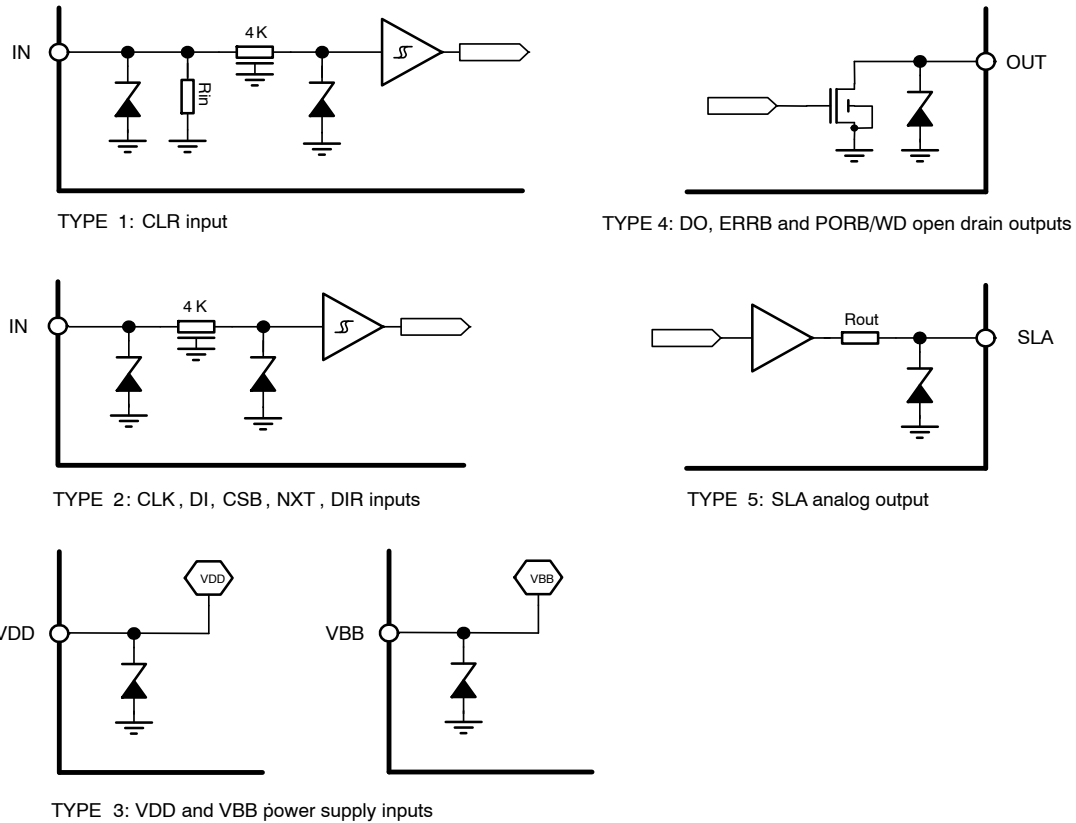 IN
4 K
Rin
TYPE 1: CLR input
OUT
TYPE 4: DO, ERRB and PORB/WD open drain outputs
IN
4 K
TYPE 2: CLK , DI, CSB , NXT , DIR inputs
Rout
SLA
TYPE 5: SLA analog output
VDD
VDD
VBB
VBB
TYPE 3: VDD and VBB power supply inputs